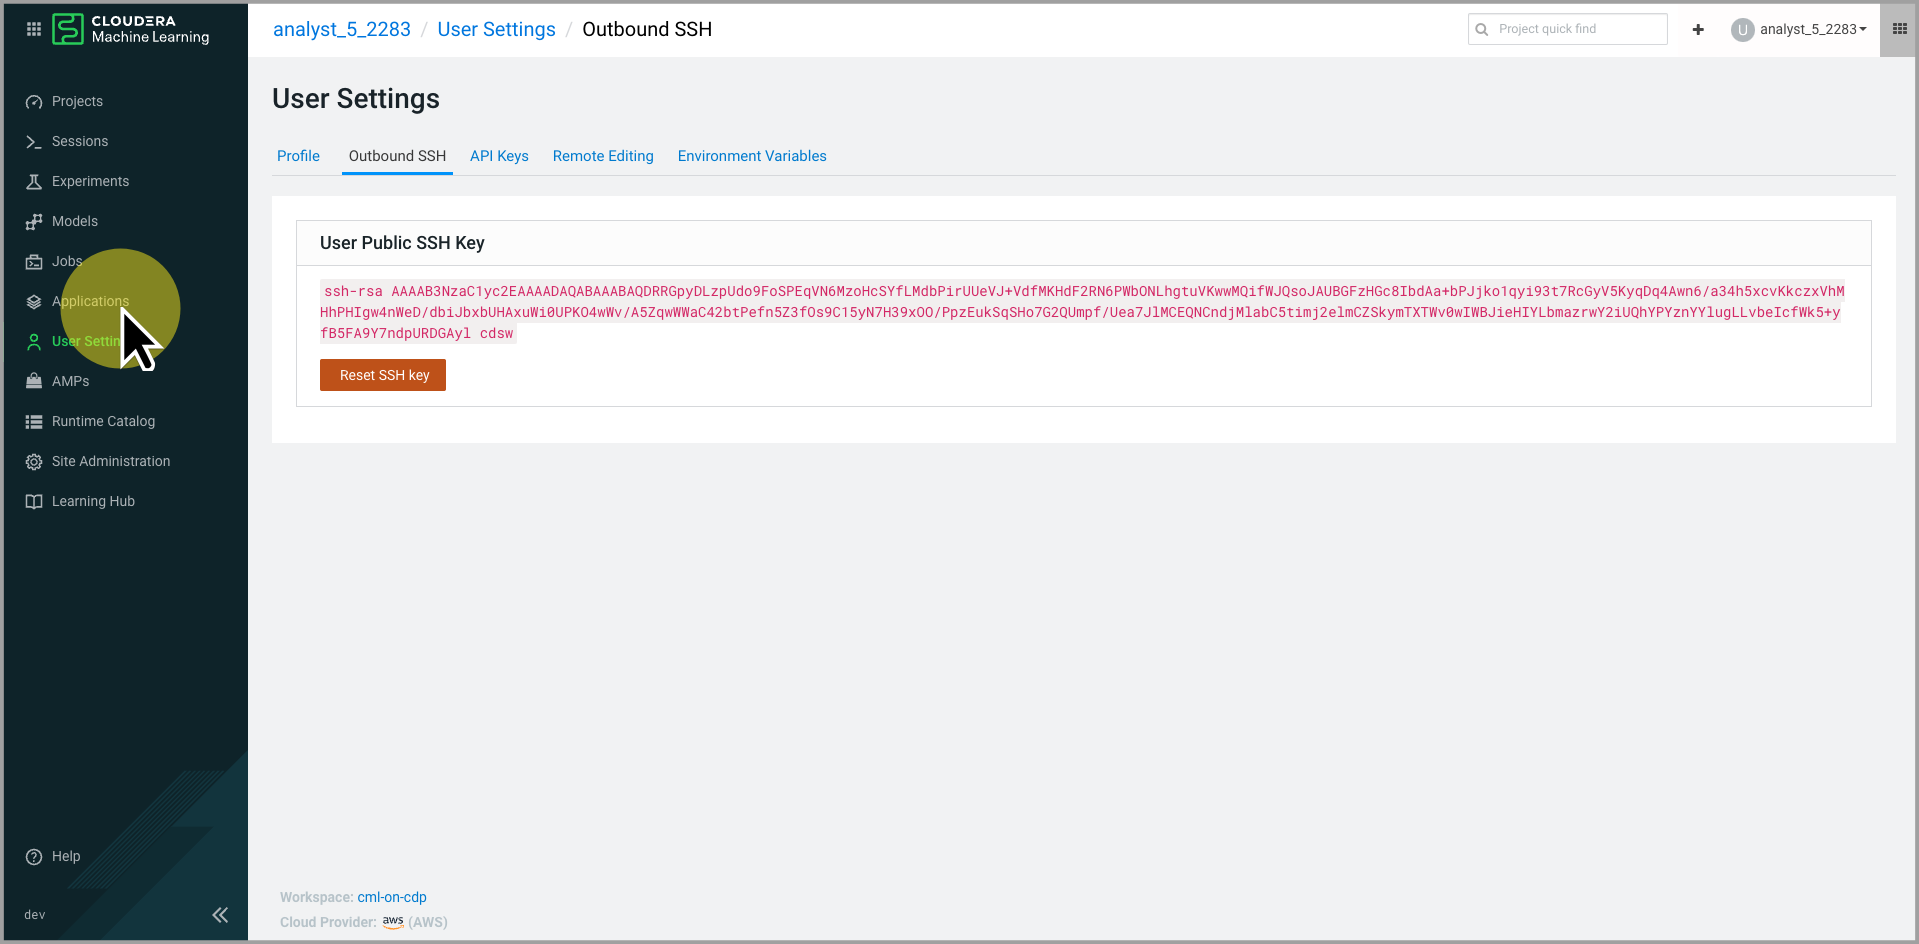 CLOUDERA
Machine Learning
analyst_5_2283 / User Settings / Outbound SSH
Project quick find
U analyst_5_2283
Projects
Sessions
Experiments
Models
Jobs
Applications
User Settin
AMPs
Runtime Catalog
Site Administration
Learning Hub
Help
dev
User Settings
Profile Outbound SSH API Keys Remote Editing Environment Variables
User Public SSH Key
ssh-rsa AAAAB3NzaC1yc2EAAAADAQABAAABAQDRRGpyDLzpUdo9FoSPEqVN6MzoHcSYfLMdbPirUUeVJ+VdfMKHdF2RN6PWbONLhgtuVKwwMQifWJQsoJAUBGFzHGc8IbdAa+bPJjko1qyi93t7RcGyV5KyqDq4Awn6/a34h5xcvKkczxVhM
HhPHIgw4nWeD/dbiJbxbUHAxuWi0UPKO4wWv/A5ZqwWWaC42btPefn5Z3fOs9C15yN7H39xOO/PpzEukSqSHo7G2QUmpf/Uea7JlMCEQNCndjMlabC5timj2elmCZSkymTXTWv0wIWBJieHIYLbmazrwY2iUQhYPYznYYlugLLvbeIcfWk5+y
fB5FA9Y7ndpURDGAyl cdsw
Reset SSH key
Workspace: cml-on-cdp
Cloud Provider: aws (AWS)